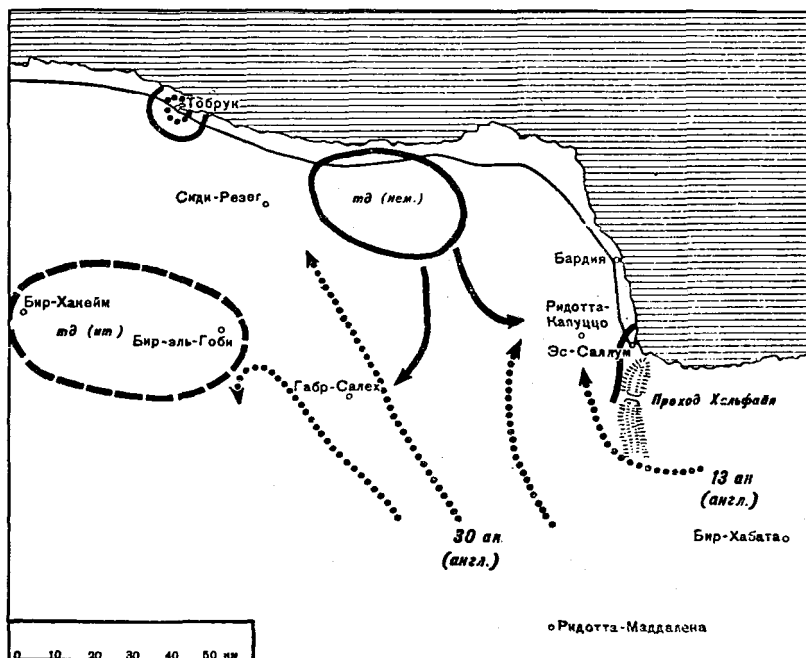 Тобрук
Сиди-Резег
тд (нем.)
Бардия
Бир-Хакейм
тд (ит)
Бир-эль-Гоби
Ридотта-
Капуццо
Эс-Саллум
Габр-Салех
Проход Хальфайя
13 ак
(англ.)
30 ак
(англ.)
Бир-Хабата
Ридотта-Маддалена
0 10 20 30 40 50 км